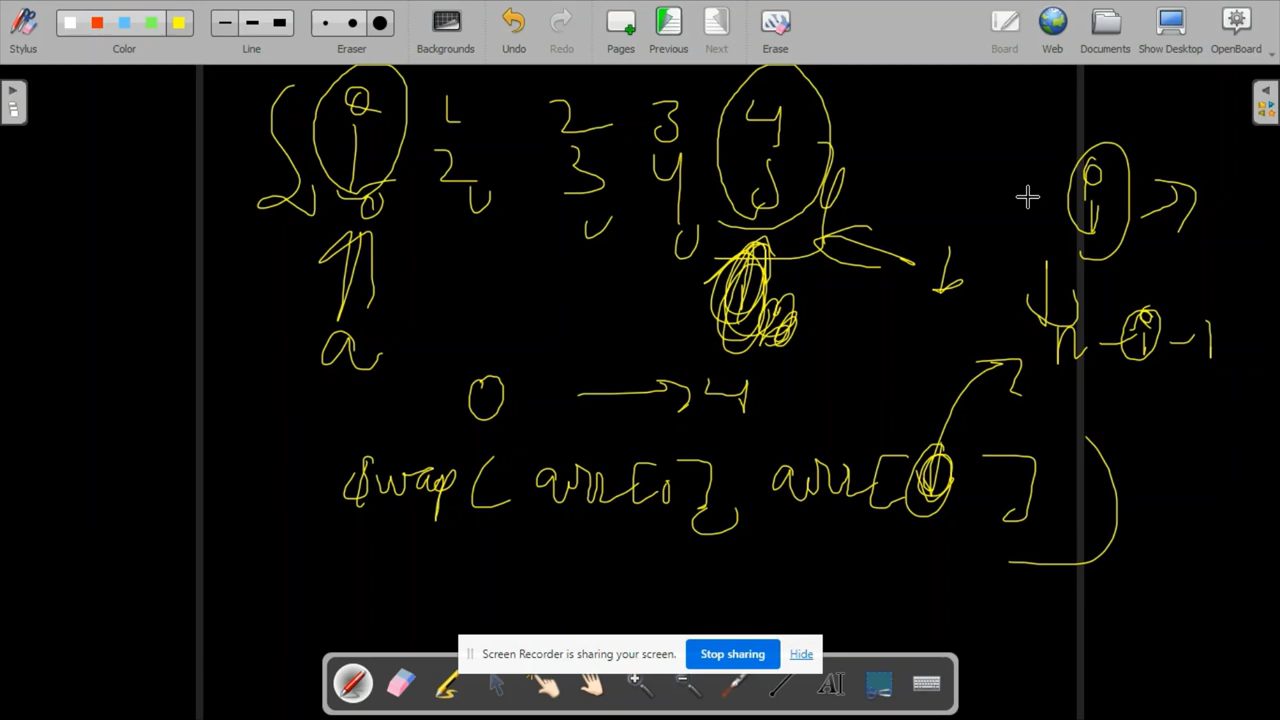 Stylus Color Line Eraser Backgrounds Undo Redo Pages Previous Next Erase Board Web Documents Show Desktop OpenBoard
0 1 2 3 4
{ 1, 2, 3, 4, 5 }
i
a
n - i - 1
0 → 4
swap( arr[i], arr[ ] )
Screen Recorder is sharing your screen. Stop sharing Hide
AI